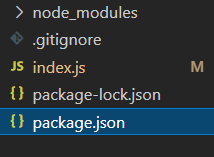 node_modules
.gitignore
JS index.js M
{} package-lock.json
{} package.json